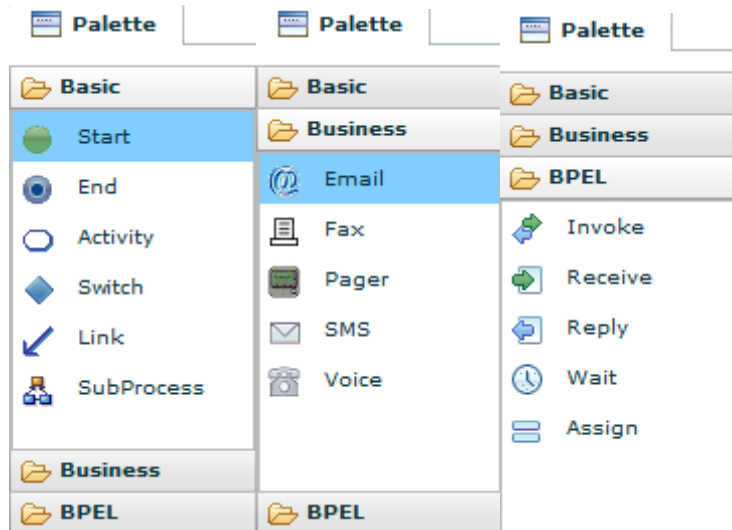 Palette
Basic
Start
End
Activity
Switch
Link
SubProcess
Business
BPEL
Palette
Basic
Business
Email
Fax
Pager
SMS
Voice
BPEL
Palette
Basic
Business
BPEL
Invoke
Receive
Reply
Wait
Assign